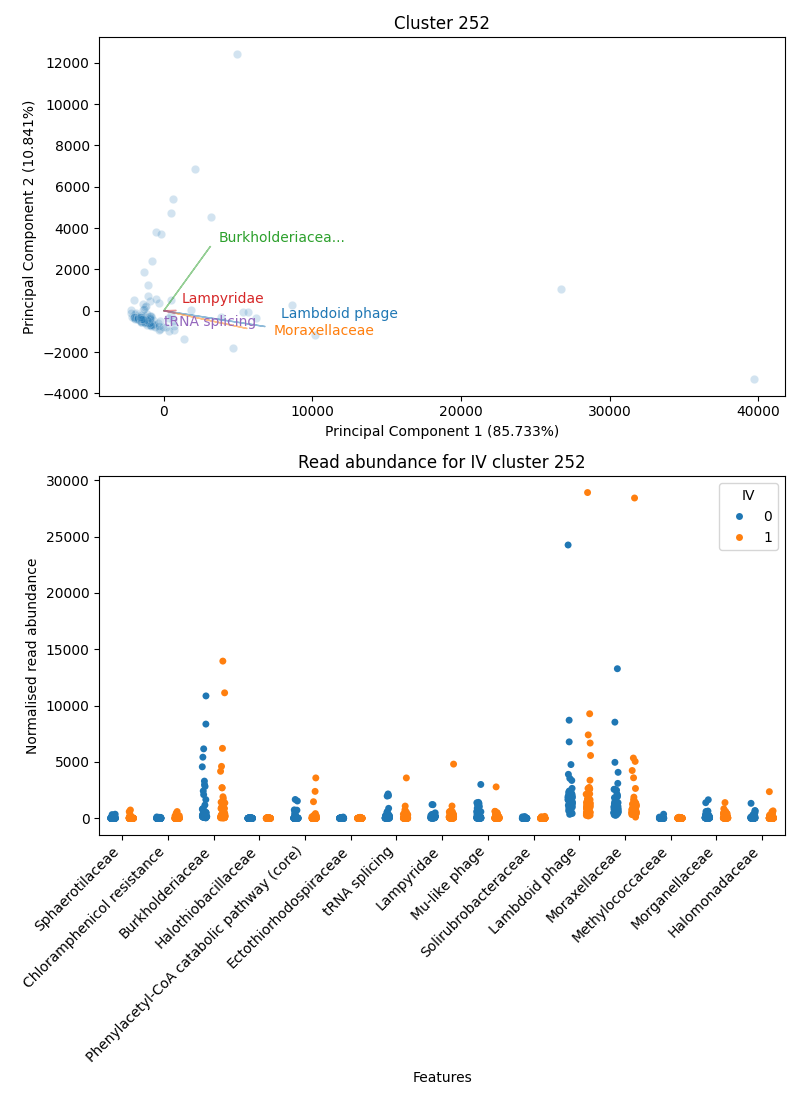 Cluster 252
12000
10000
8000
6000
4000
2000
0
−2000
−4000
Principal Component 2 (10.841%)
Burkholderiacea...
Lampyridae
Lambdoid phage
tRNA splicing
Moraxellaceae
0 10000 20000 30000 40000
Principal Component 1 (85.733%)
Read abundance for IV cluster 252
30000
25000
20000
15000
10000
5000
0
Normalised read abundance
IV
0
1
Sphaerotilaceae
Chloramphenicol resistance
Burkholderiaceae
Halothiobacillaceae
Phenylacetyl-CoA catabolic pathway (core)
Ectothiorhodospiraceae
tRNA splicing
Lampyridae
Mu-like phage
Solirubrobacteraceae
Lambdoid phage
Moraxellaceae
Methylococcaceae
Morganellaceae
Halomonadaceae
Features